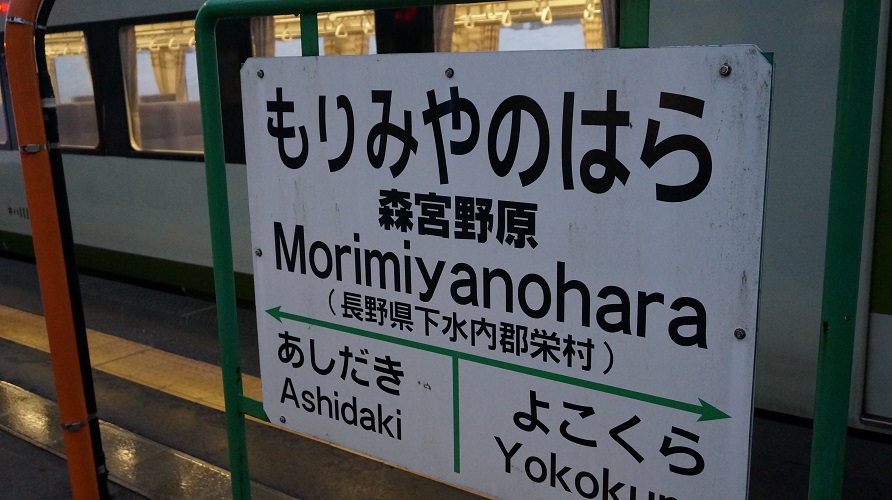 もりみやのはら
森宮野原
Morimiyanohara
(長野県下水内郡栄村)
あしだき
よこくら
Ashidaki
Yokoku